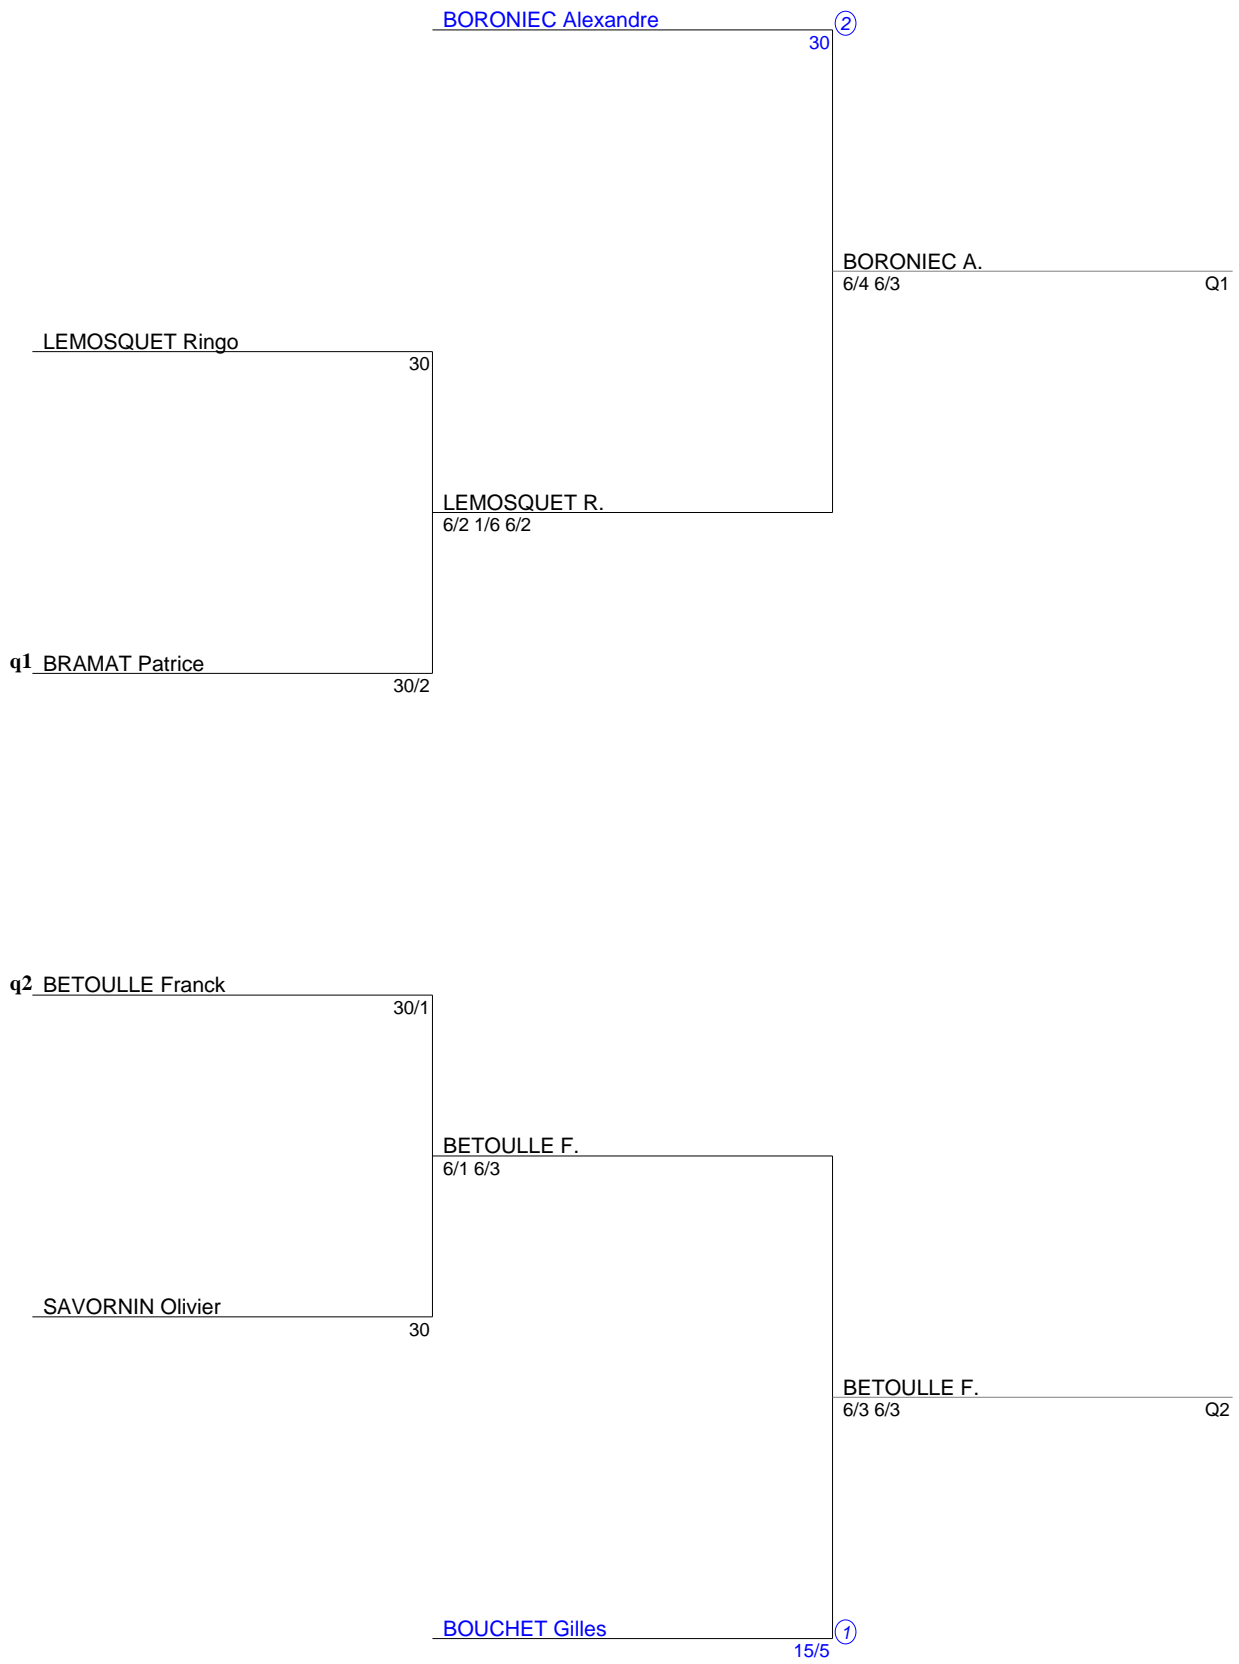 BORONIEC Alexandre
2
30
BORONIEC A.
6/4 6/3 Q1
LEMOSQUET Ringo
30
LEMOSQUET R.
6/2 1/6 6/2
q1 BRAMAT Patrice
30/2
q2 BETOULLE Franck
30/1
BETOULLE F.
6/1 6/3
SAVORNIN Olivier
30
BETOULLE F.
6/3 6/3 Q2
BOUCHET Gilles
1
15/5